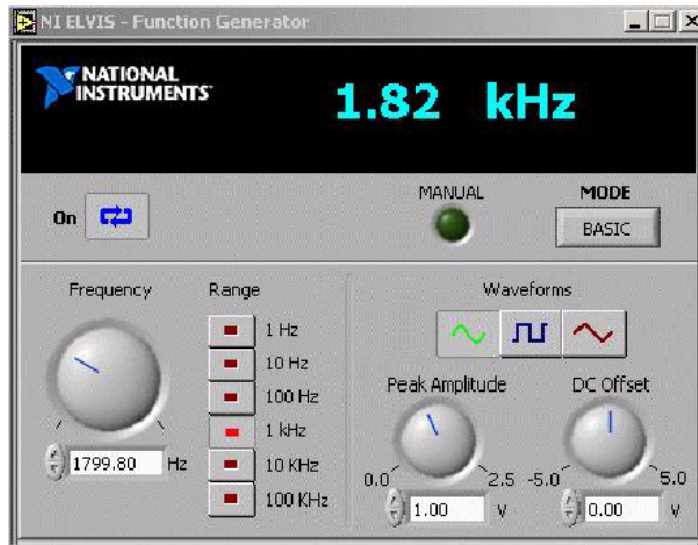 NI ELVIS - Function Generator
NATIONAL
INSTRUMENTS
1.82 kHz
MANUAL
MODE
On
BASIC
Frequency
Range
Waveforms
1 Hz
10 Hz
100 Hz
1 kHz
10 KHz
100 KHz
Peak Amplitude
DC Offset
0.0
2.5
-5.0
5.0
1799.80 Hz
1.00 V
0.00 V